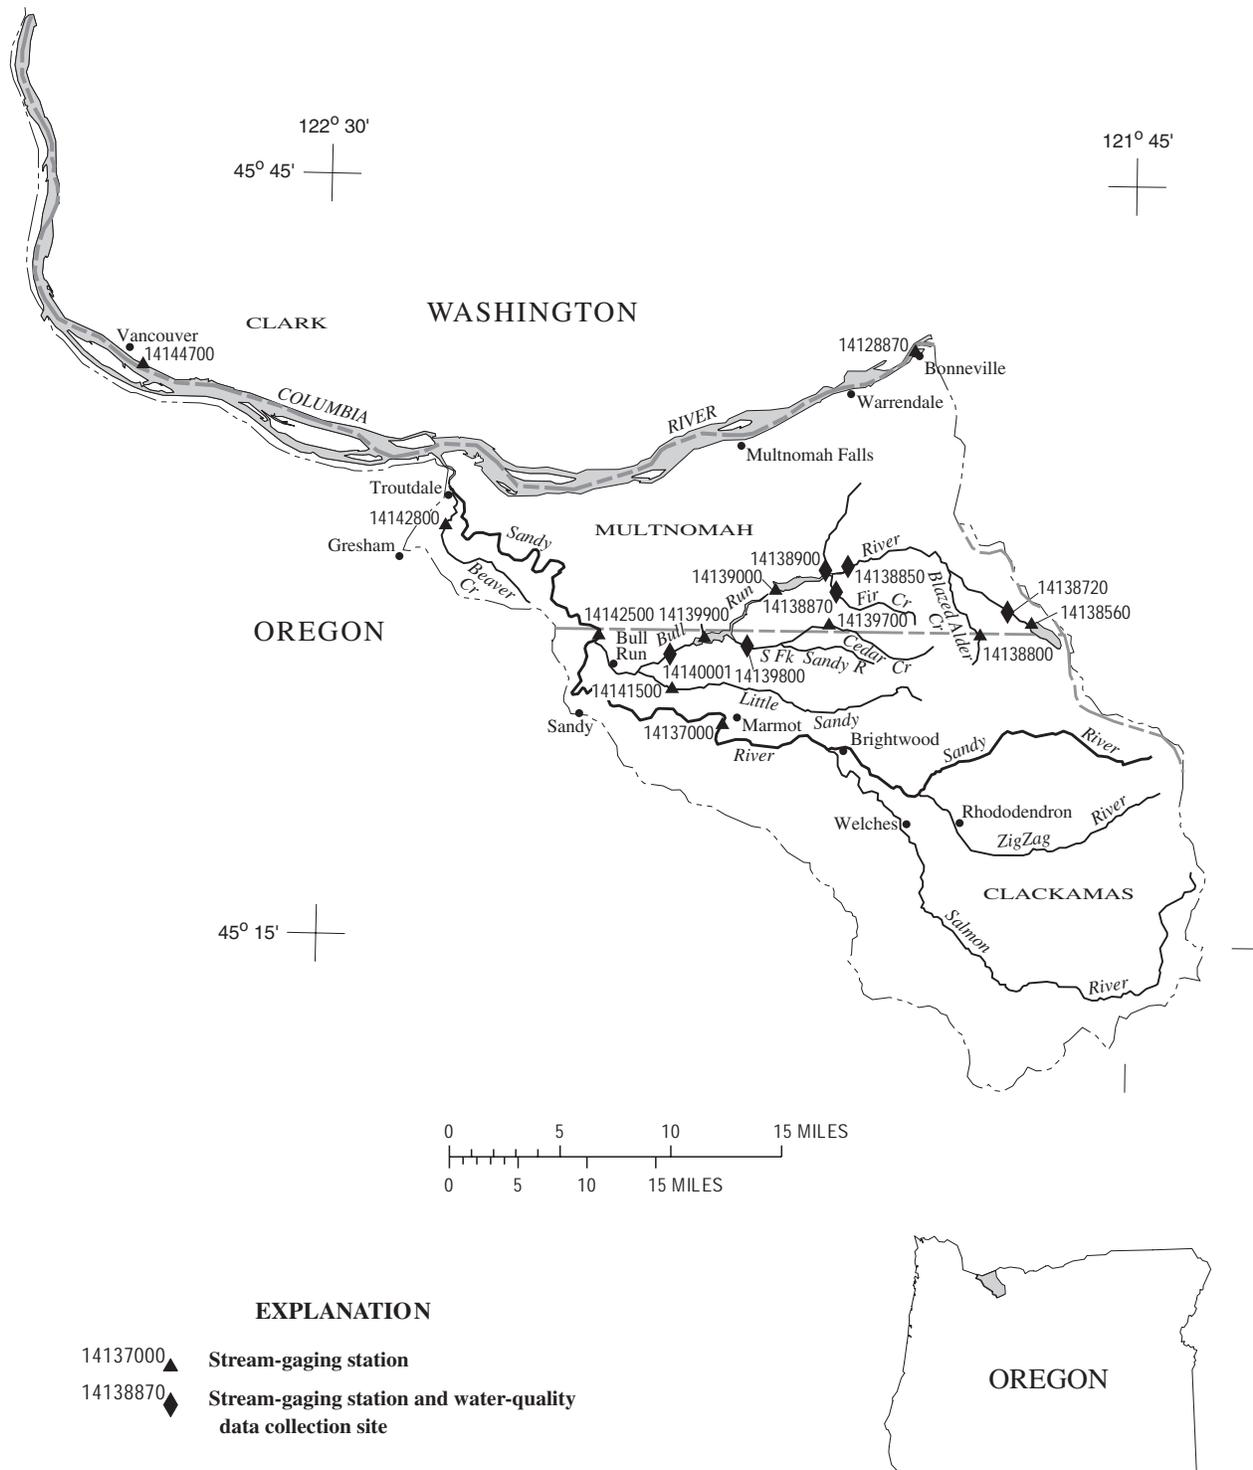 122° 30'
121° 45'
45° 45'
WASHINGTON
CLARK
Vancouver
14144700
14128870
Bonneville
COLUMBIA
RIVER
Warrendale
Multnomah Falls
Troutdale
14142800
Sandy
MULTNOMAH
Gresham
Beaver
Cr
14138900
River
14139000
14138850
14138720
Run
14138870
Fir Cr
Blazed Alder
Cr
14138560
14142500
14139900
14139700
OREGON
Bull
Run
Bull
Cedar
Cr
14138800
S Fk Sandy R
14140001
14139800
14141500
Little
Sandy
Sandy
14137000
Marmot
River
Brightwood
Sandy
River
Welches
Rhododendron
River
ZigZag
CLACKAMAS
45° 15'
Salmon
River
0 5 10 15 MILES
0 5 10 15 MILES
EXPLANATION
14137000 Stream-gaging station
14138870 Stream-gaging station and water-quality
data collection site
OREGON